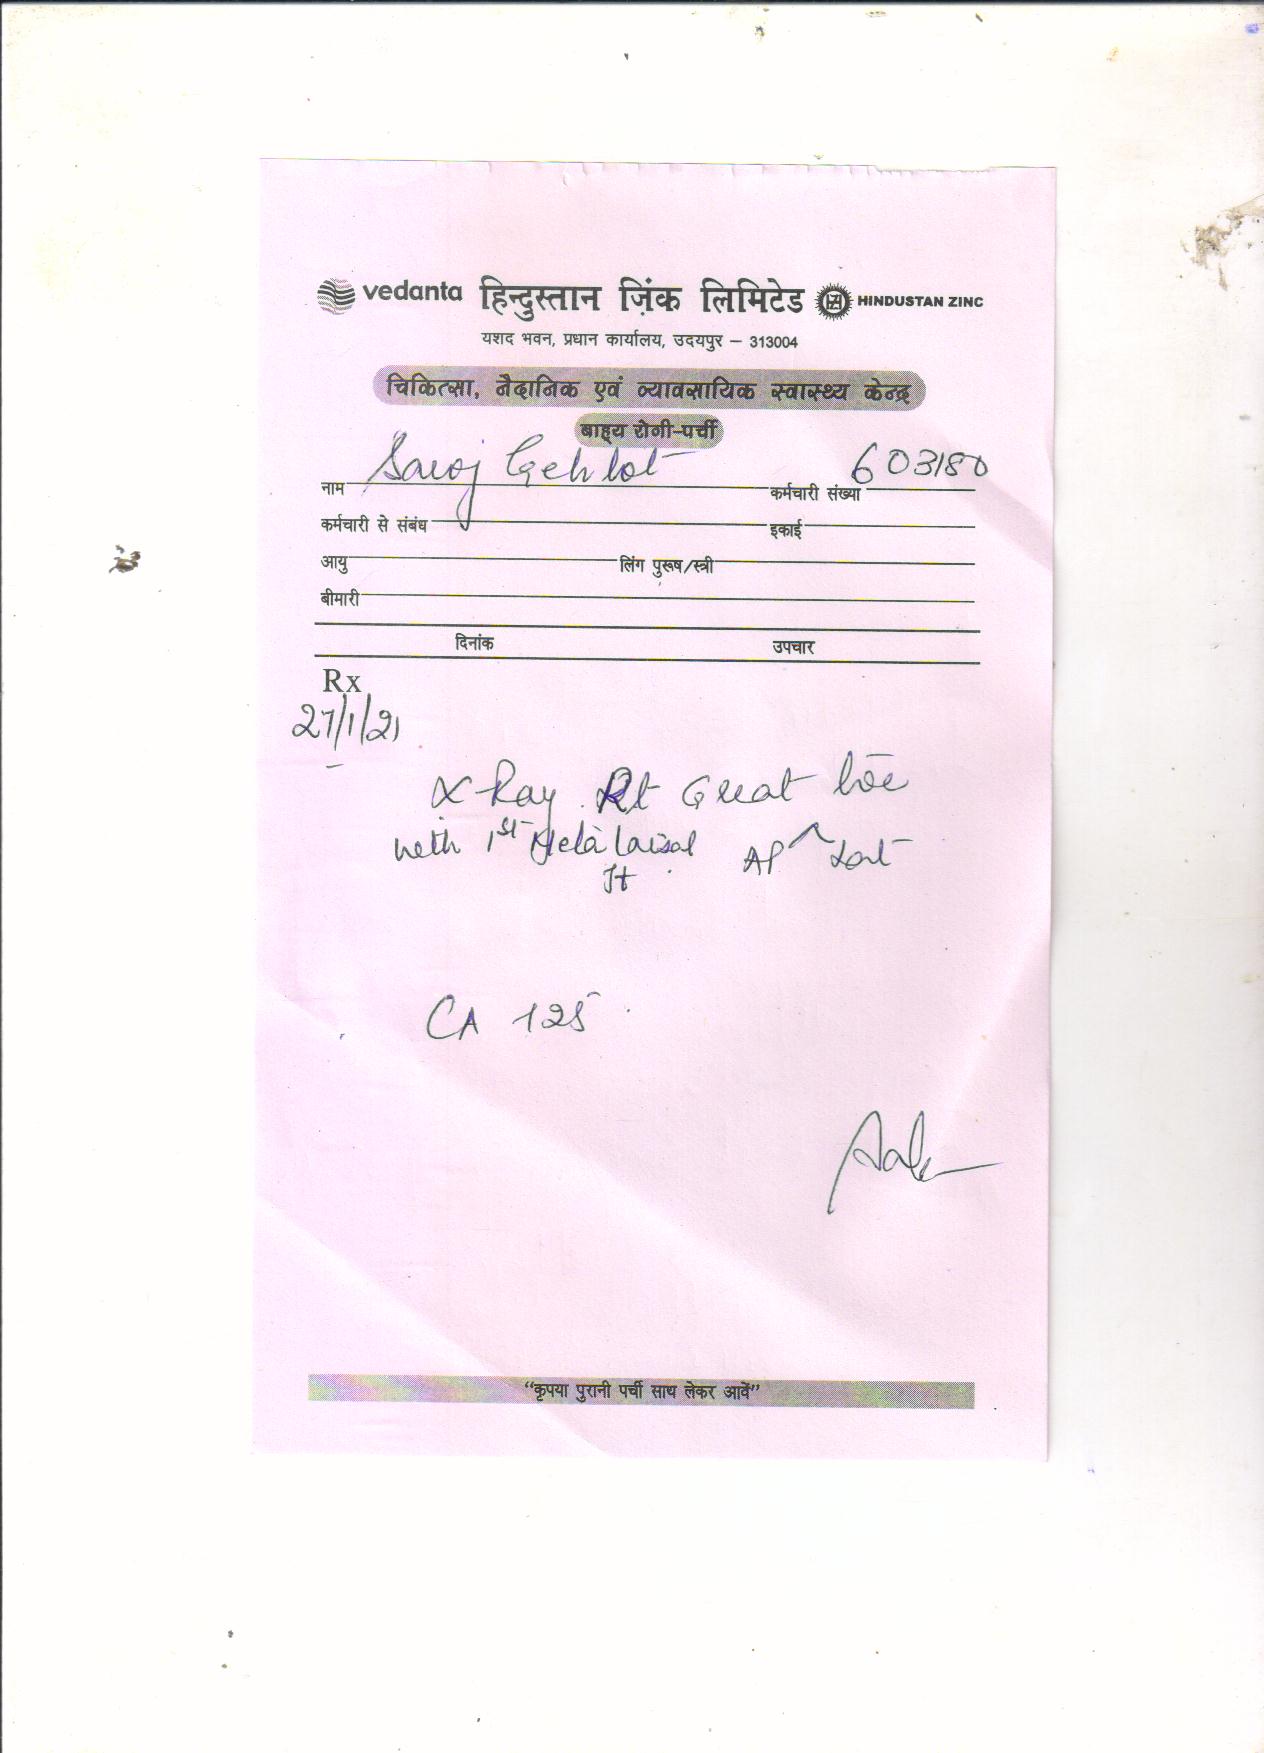 vedanta हिन्दुस्तान ज़िंक लिमिटेड HINDUSTAN ZINC
यशद भवन, प्रधान कार्यालय, उदयपुर – 313004
चिकित्सा, नैदानिक एवं व्यावसायिक स्वास्थ्य केन्द्र
बाह्य रोगी-पर्ची
नाम Saroj Gehlot कर्मचारी संख्या 603180
कर्मचारी से संबंध इकाई
आयु लिंग पुरूष/स्त्री
बीमारी
दिनांक उपचार
Rx
27/1/21
X-Ray Rt Great toe
with 1st Metatarsal AP Lat
Jt
CA 125
“कृपया पुरानी पर्ची साथ लेकर आवें”